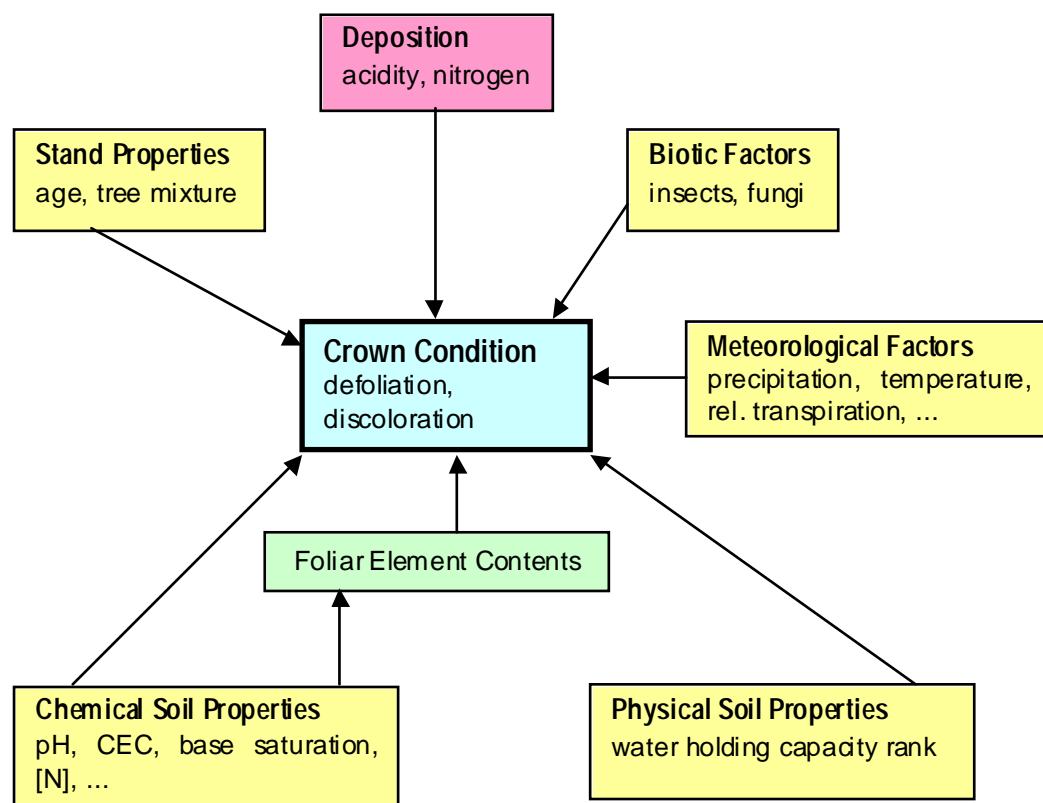 Deposition
acidity, nitrogen
Stand Properties
age, tree mixture
Biotic Factors
insects, fungi
Crown Condition
defoliation,
discoloration
Meteorological Factors
precipitation, temperature,
rel. transpiration, ...
Foliar Element Contents
Chemical Soil Properties
pH, CEC, base saturation,
[N], ...
Physical Soil Properties
water holding capacity rank